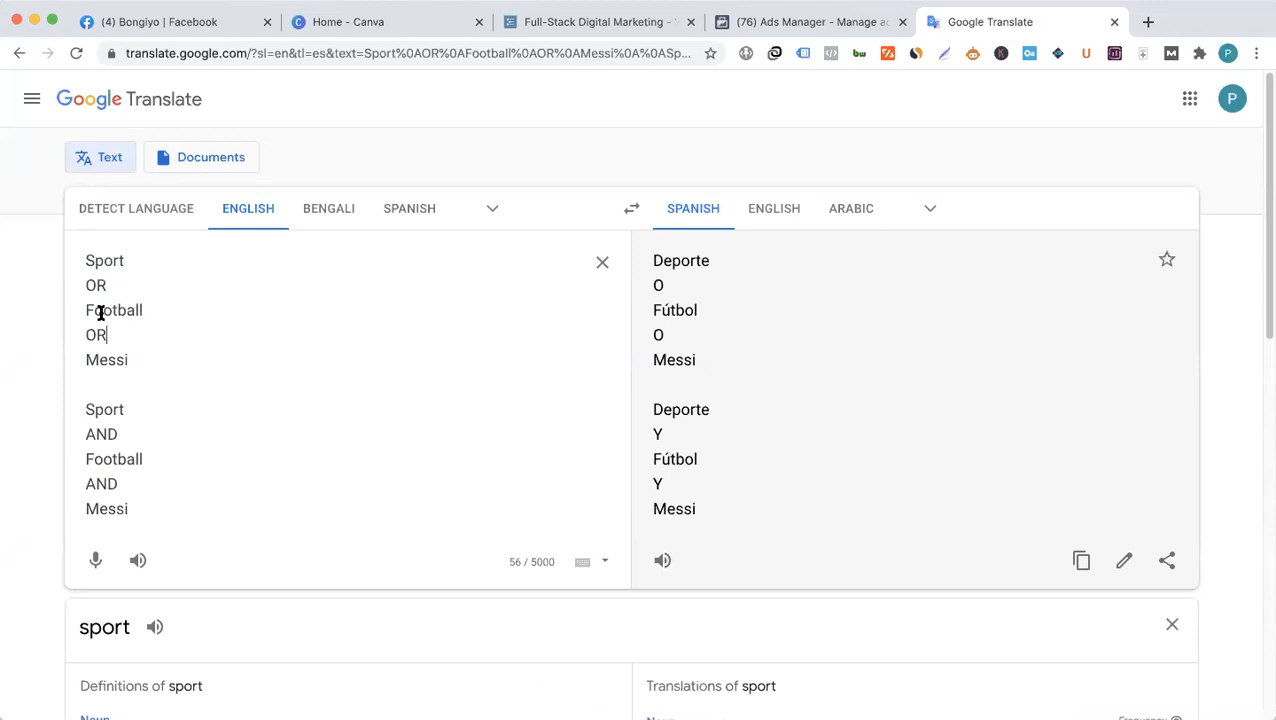 (4) Bongiyo | Facebook
Home - Canva
Full-Stack Digital Marketing -
(76) Ads Manager - Manage a
Google Translate
translate.google.com/?sl=en&tl=es&text=Sport%0AOR%0AFootball%0AOR%0AMessi%0A%0ASp...
P
Google Translate
P
Text
Documents
DETECT LANGUAGE
ENGLISH
BENGALI
SPANISH
SPANISH
ENGLISH
ARABIC
Sport
OR
Football
OR
Messi
Sport
AND
Football
AND
Messi
56 / 5000
Deporte
O
Fútbol
O
Messi
Deporte
Y
Fútbol
Y
Messi
sport
Definitions of sport
Noun
Translations of sport
Frequency